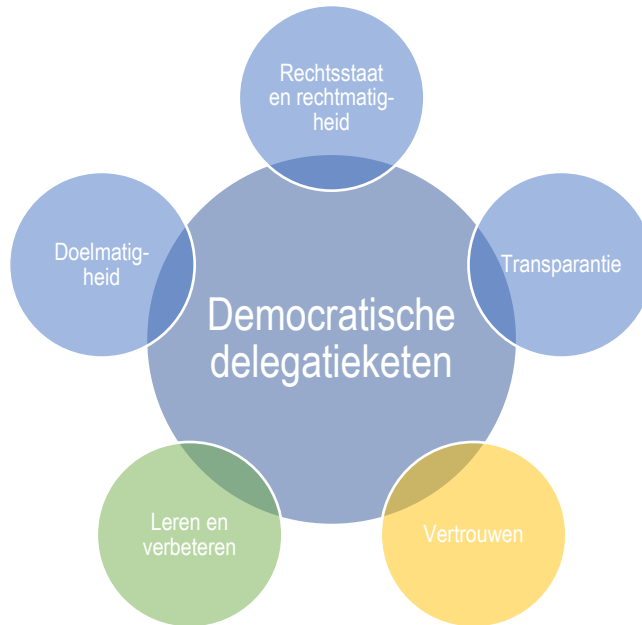 Rechtsstaat
en rechtmatig-
heid
Doelmatig-
heid
Transparantie
Democratische
delegatieketen
Leren en
verbeteren
Vertrouwen